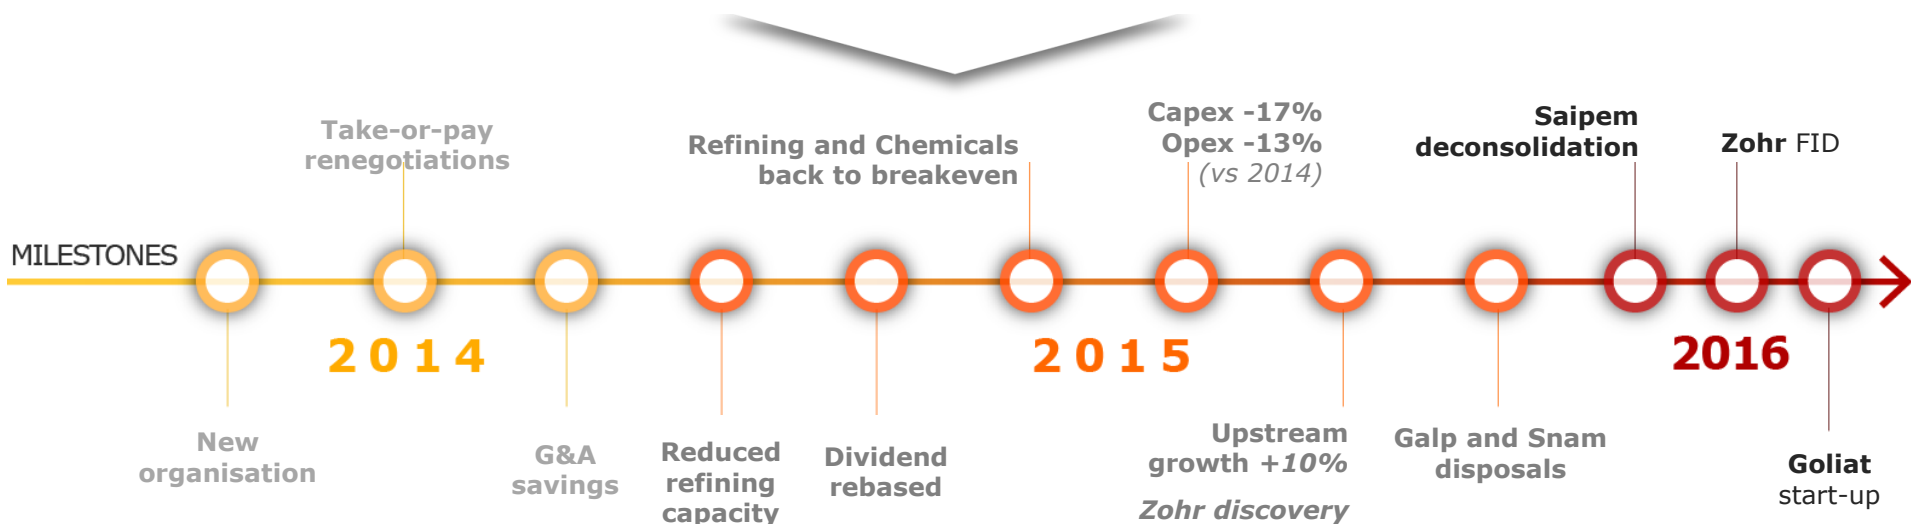 Take-or-pay
renegotiations
Refining and Chemicals
back to breakeven
Capex -17%
Opex -13%
(vs 2014)
Saipem
deconsolidation
Zohr FID
MILESTONES
2014
2015
2016
New
organisation
G&A
savings
Reduced
refining
capacity
Dividend
rebased
Upstream
growth +10%
Zohr discovery
Galp and Snam
disposals
Goliat
start-up